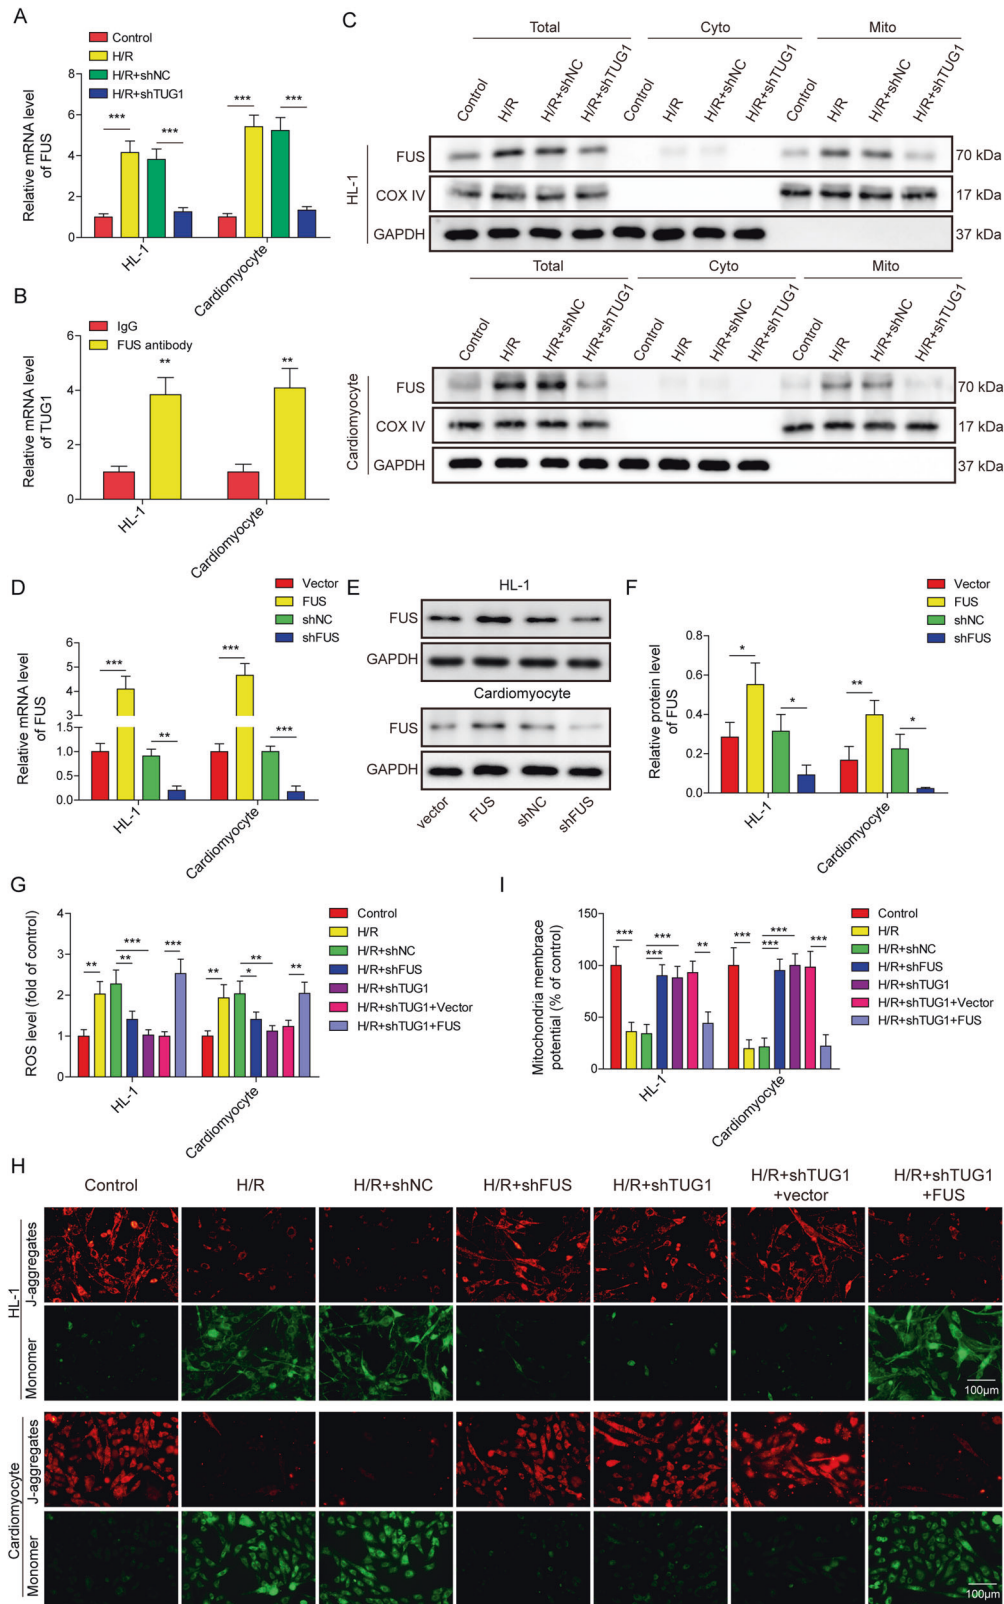 A
Control
H/R
H/R+shNC
H/R+shTUG1
Relative mRNA level
of FUS
8
6
4
2
0
*** *** *** ***
HL-1
Cardiomyocyte
B
IgG
FUS antibody
Relative mRNA level
of TUG1
6
4
2
0
** **
HL-1
Cardiomyocyte
C
Total Cyto Mito
Control H/R H/R+shNC H/R+shTUG1 Control H/R H/R+shNC H/R+shTUG1 Control H/R H/R+shNC H/R+shTUG1
HL-1
FUS 70 kDa
COX IV 17 kDa
GAPDH 37 kDa
Total Cyto Mito
Control H/R H/R+shNC H/R+shTUG1 Control H/R H/R+shNC H/R+shTUG1 Control H/R H/R+shNC H/R+shTUG1
Cardiomyocyte
FUS 70 kDa
COX IV 17 kDa
GAPDH 37 kDa
D
Vector
FUS
shNC
shFUS
Relative mRNA level
of FUS
6
5
4
3
1.5
1.0
0.5
0.0
*** ** *** ***
HL-1
Cardiomyocyte
E
HL-1
FUS
GAPDH
Cardiomyocyte
FUS
GAPDH
vector FUS shNC shFUS
F
Vector
FUS
shNC
shFUS
Relative protein level
of FUS
0.8
0.6
0.4
0.2
0.0
* * ** *
HL-1
Cardiomyocyte
G
Control
H/R
H/R+shNC
H/R+shFUS
H/R+shTUG1
H/R+shTUG1+Vector
H/R+shTUG1+FUS
ROS level (fold of control)
4
3
2
1
0
** *** ** *** ** ** * **
HL-1
Cardiomyocyte
I
Control
H/R
H/R+shNC
H/R+shFUS
H/R+shTUG1
H/R+shTUG1+Vector
H/R+shTUG1+FUS
Mitochondria membrace
potential (% of control)
150
100
50
0
*** *** *** ** *** *** *** ***
HL-1
Cardiomyocyte
H
Control H/R H/R+shNC H/R+shFUS H/R+shTUG1 H/R+shTUG1 H/R+shTUG1
+vector +FUS
HL-1
J-aggregates
Monomer
100μm
Cardiomyocyte
J-aggregates
Monomer
100μm